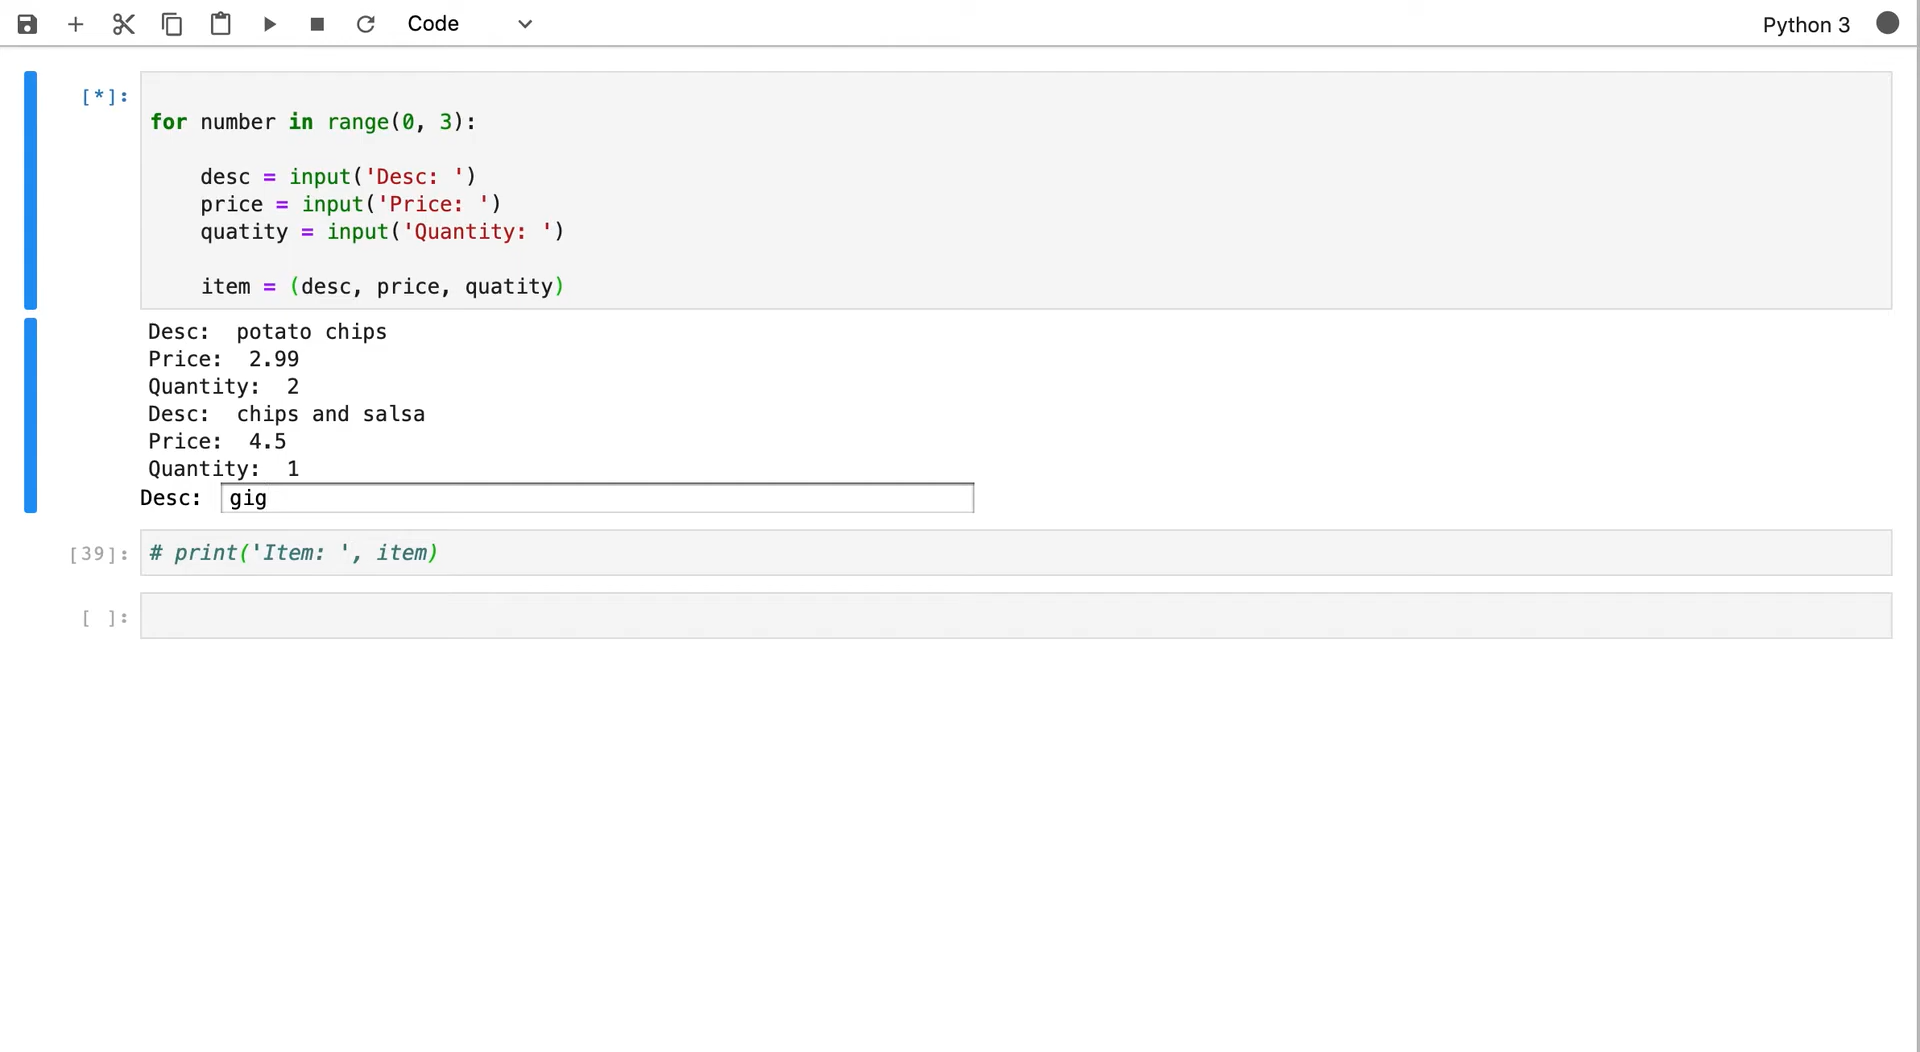 Code
Python 3
[*]:
for number in range(0, 3):
desc = input('Desc: ')
price = input('Price: ')
quatity = input('Quantity: ')
item = (desc, price, quatity)
Desc:  potato chips
Price:  2.99
Quantity:  2
Desc:  chips and salsa
Price:  4.5
Quantity:  1
Desc: gig
[39]: # print('Item: ', item)
[ ]: